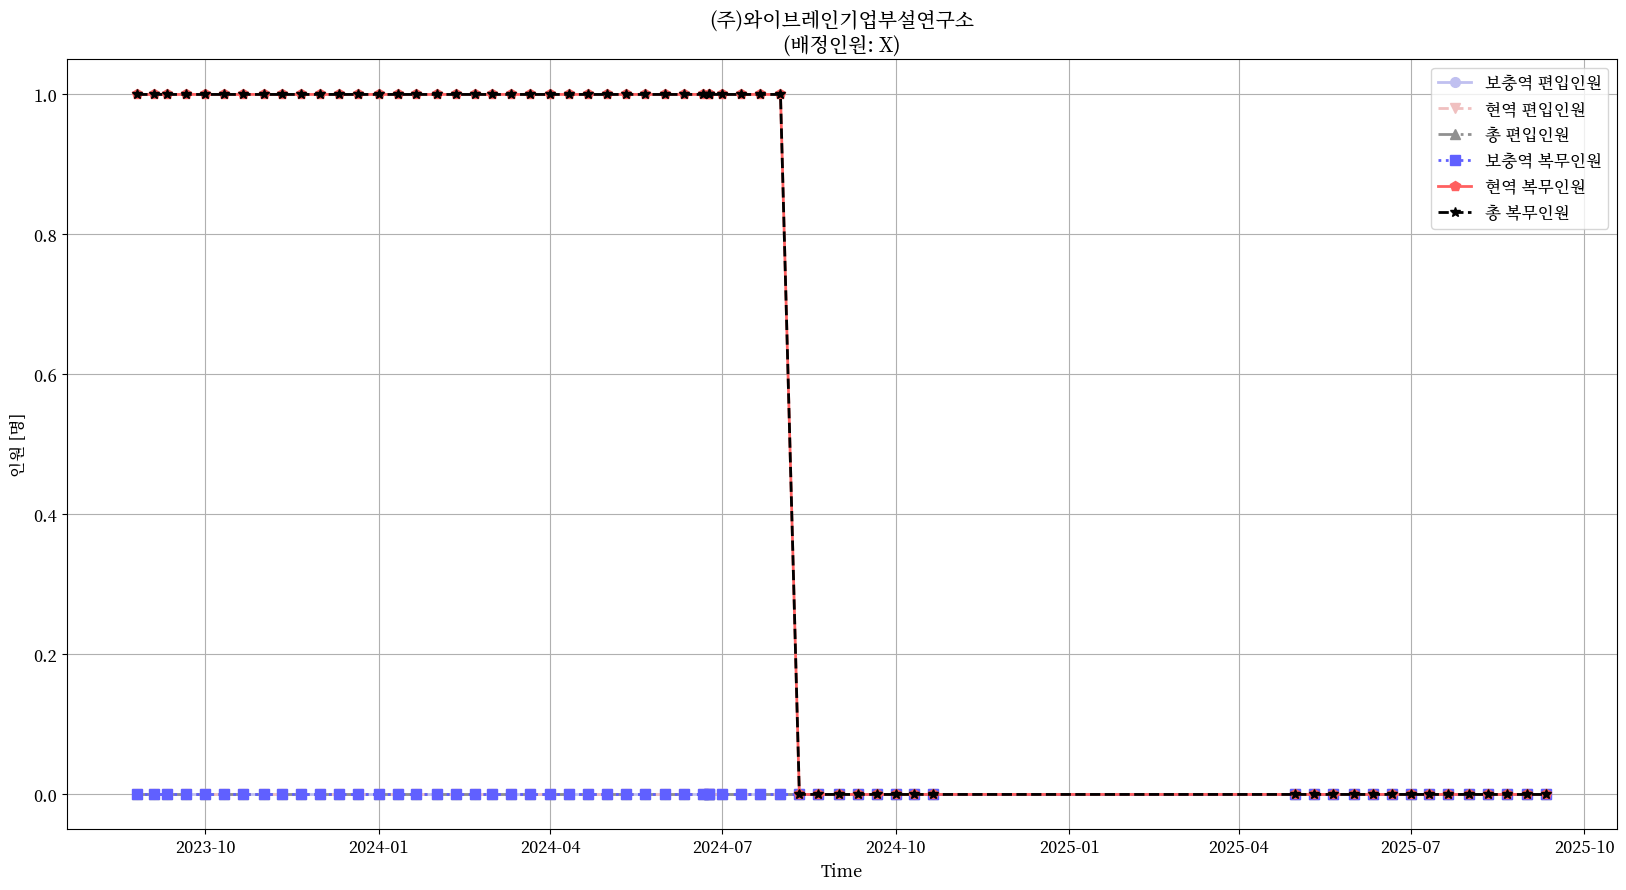 (주)와이브레인기업부설연구소
(배정인원: X)
보충역 편입인원
현역 편입인원
총 편입인원
보충역 복무인원
현역 복무인원
총 복무인원
인원 [명]
1.0
0.8
0.6
0.4
0.2
0.0
2023-10
2024-01
2024-04
2024-07
2024-10
2025-01
2025-04
2025-07
2025-10
Time